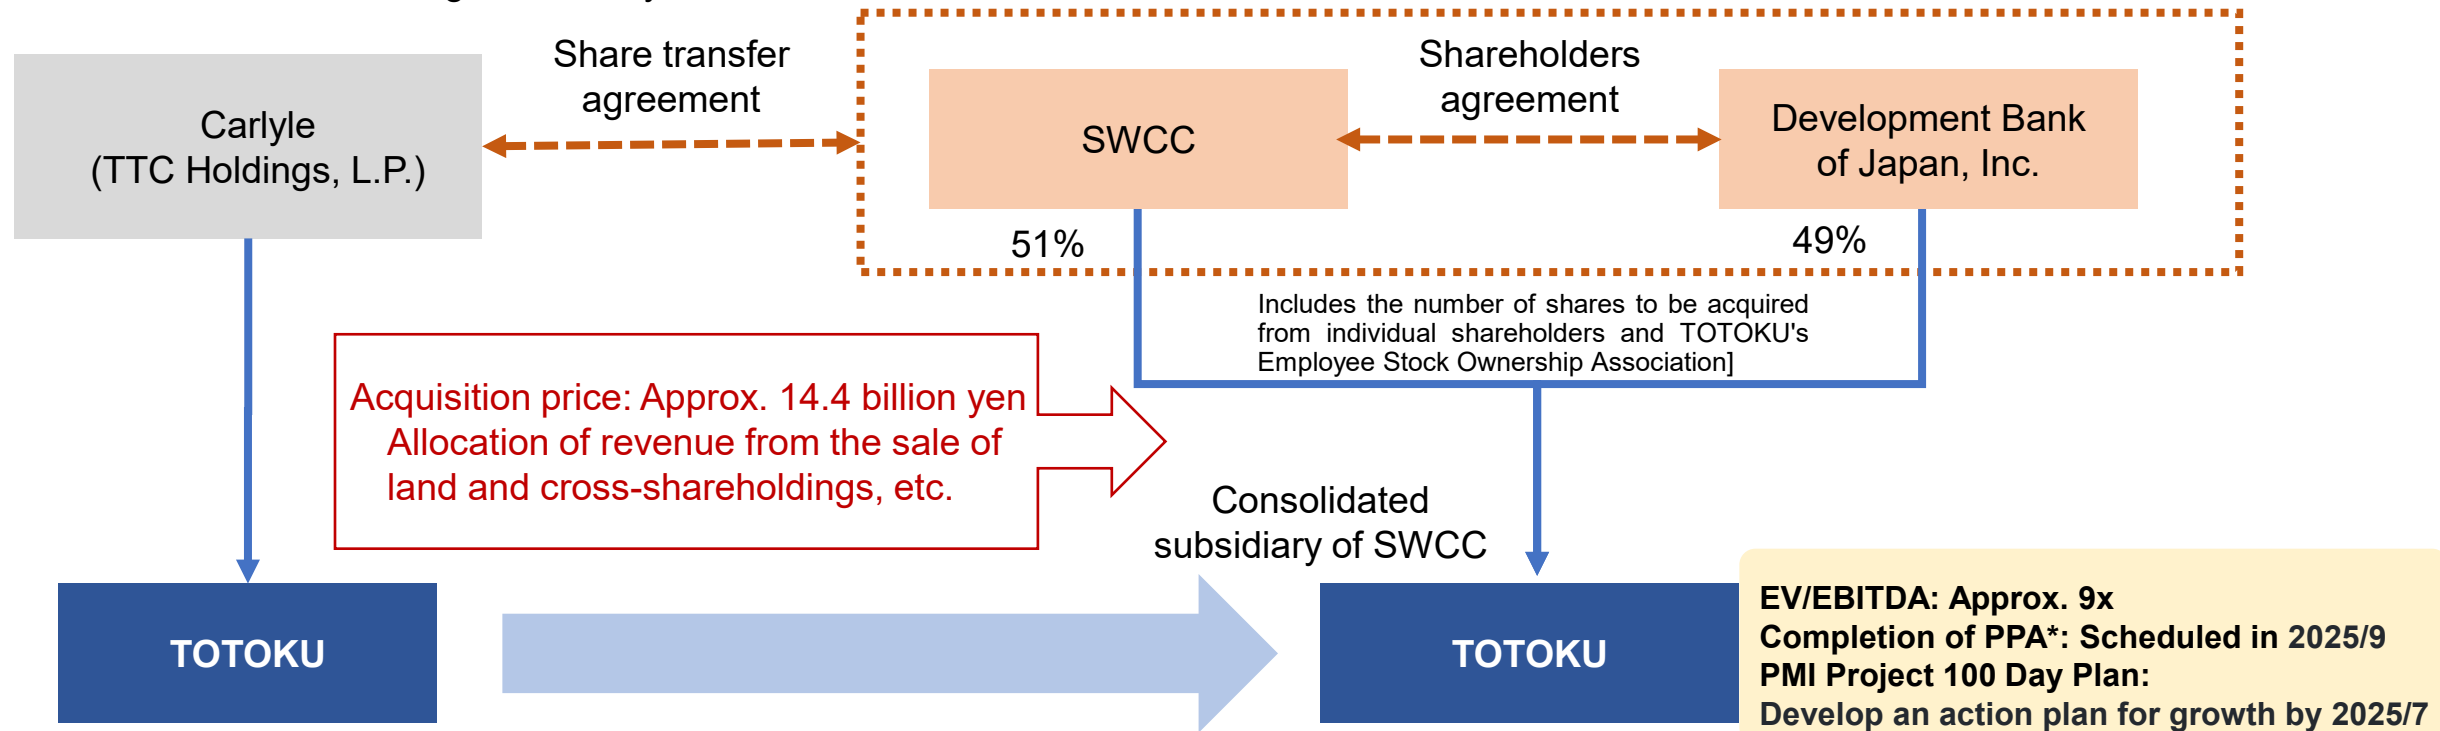 Share transfer
agreement
Shareholders
agreement
Carlyle
(TTC Holdings, L.P.)
SWCC
Development Bank
of Japan, Inc.
51%
49%
Includes the number of shares to be acquired
from individual shareholders and TOTOKU's
Employee Stock Ownership Association]
Acquisition price: Approx. 14.4 billion yen
Allocation of revenue from the sale of
land and cross-shareholdings, etc.
Consolidated
subsidiary of SWCC
TOTOKU
TOTOKU
EV/EBITDA: Approx. 9x
Completion of PPA*: Scheduled in 2025/9
PMI Project 100 Day Plan:
Develop an action plan for growth by 2025/7